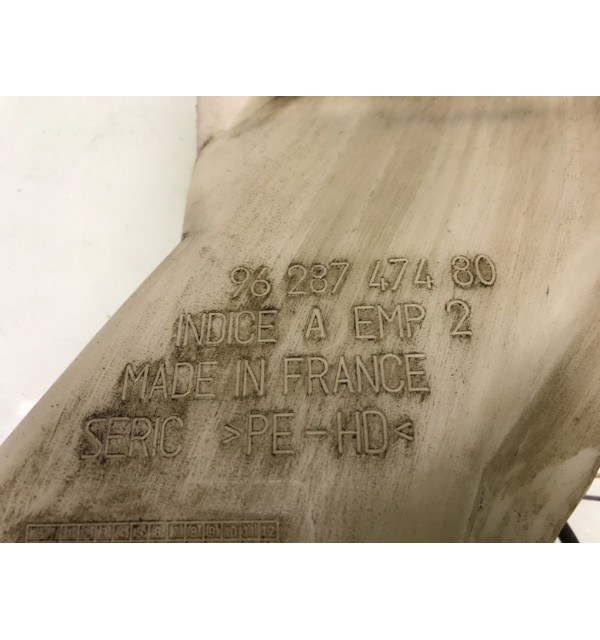 96 287 474 80
INDICE A EMP 2
MADE IN FRANCE
SERIC >PE-HD<